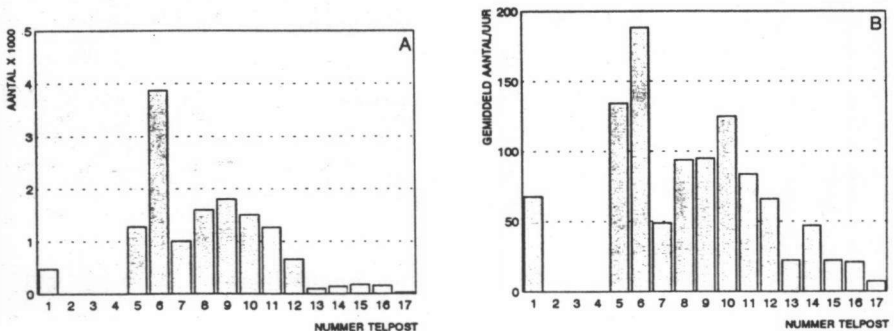 A
AANTAL X 1000
5
4
3
2
1
0
1 2 3 4 5 6 7 8 9 10 11 12 13 14 15 16 17
NUMMER TELPOST
B
GEMIDDELD AANTAL/UUR
200
150
100
50
0
1 2 3 4 5 6 7 8 9 10 11 12 13 14 15 16 17
NUMMER TELPOST